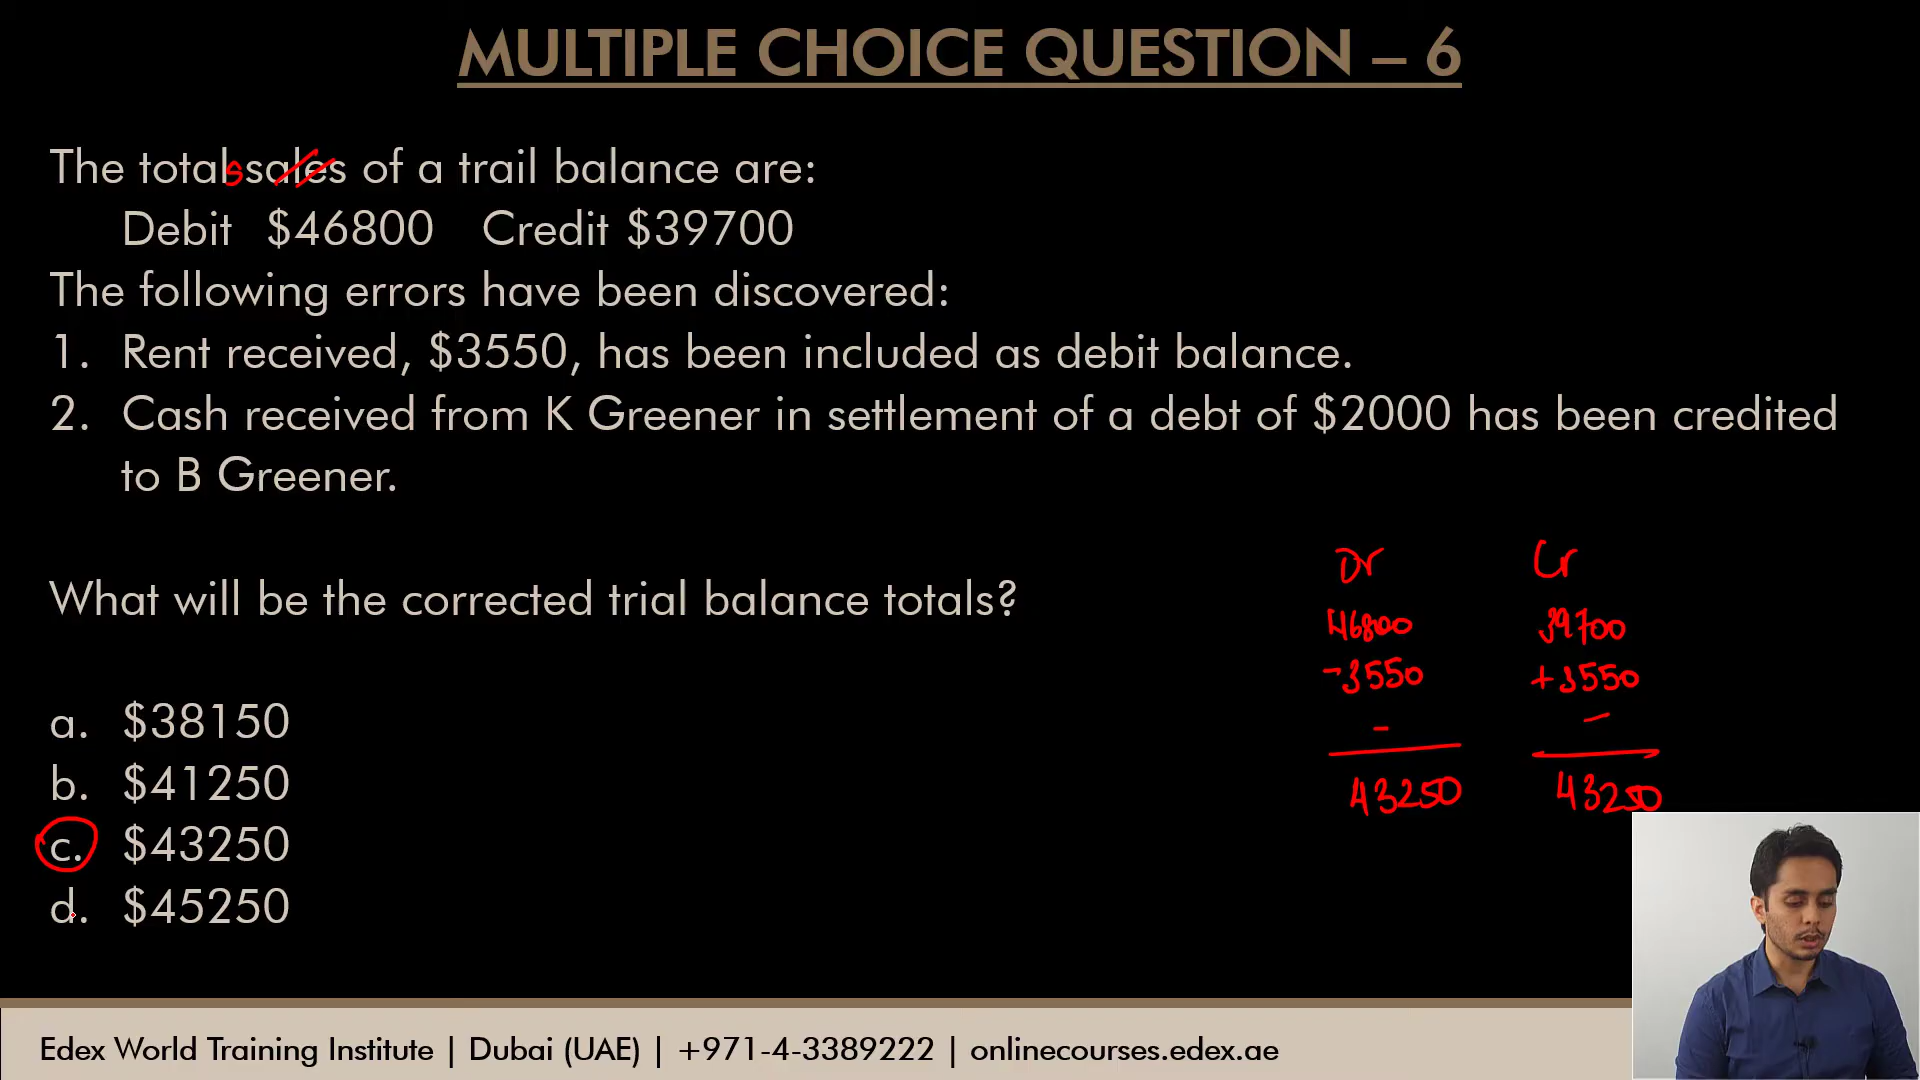 MULTIPLE CHOICE QUESTION – 6
The totals sales of a trail balance are:
Debit $46800 Credit $39700
The following errors have been discovered:
1. Rent received, $3550, has been included as debit balance.
2. Cash received from K Greener in settlement of a debt of $2000 has been credited
to B Greener.
What will be the corrected trial balance totals?
Dr Cr
46800 39700
-3550 +3550
- -
43250 43250
a. $38150
b. $41250
c. $43250
d. $45250
Edex World Training Institute | Dubai (UAE) | +971-4-3389222 | onlinecourses.edex.ae